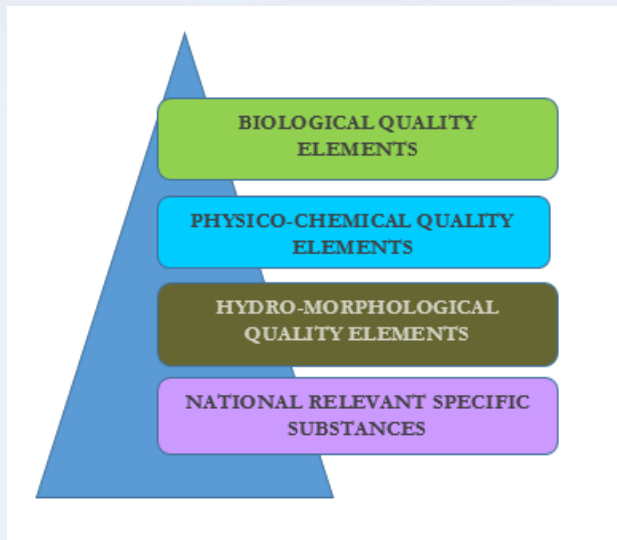 BIOLOGICAL QUALITY
ELEMENTS
PHYSICO-CHEMICAL QUALITY
ELEMENTS
HYDRO-MORPHOLOGICAL
QUALITY ELEMENTS
NATIONAL RELEVANT SPECIFIC
SUBSTANCES